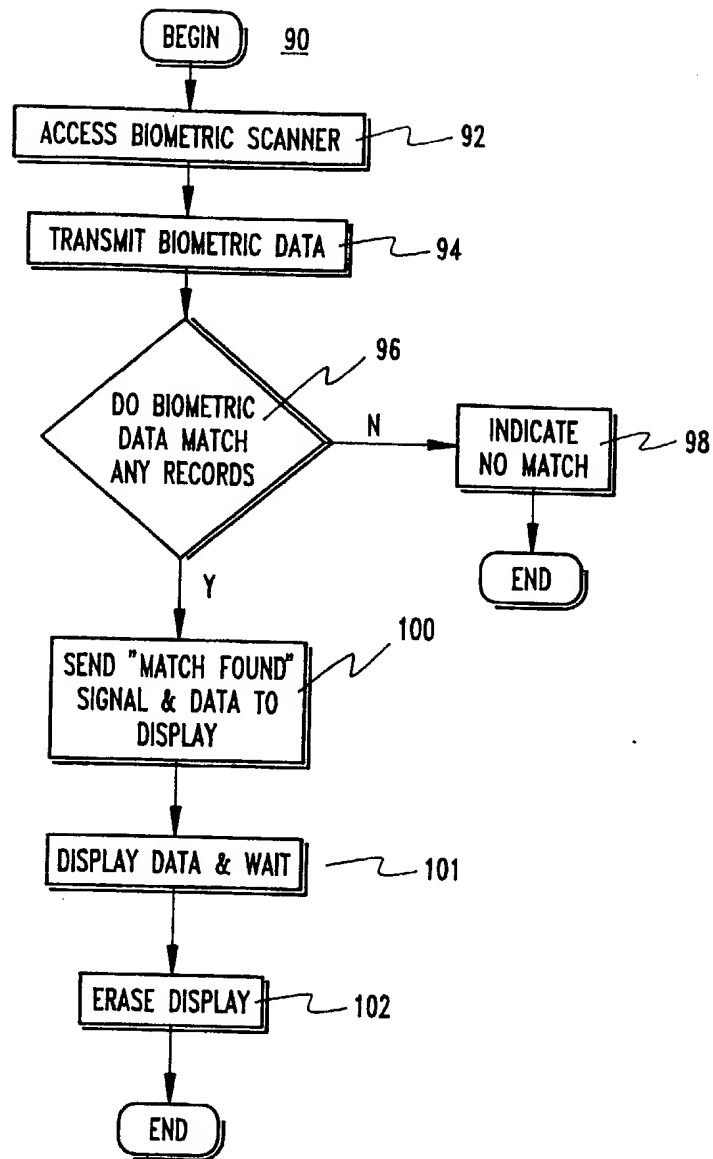 BEGIN 90
ACCESS BIOMETRIC SCANNER 92
TRANSMIT BIOMETRIC DATA 94
96
DO BIOMETRIC
DATA MATCH
ANY RECORDS
N
INDICATE
NO MATCH
98
END
Y
100
SEND "MATCH FOUND"
SIGNAL & DATA TO
DISPLAY
DISPLAY DATA & WAIT 101
ERASE DISPLAY 102
END